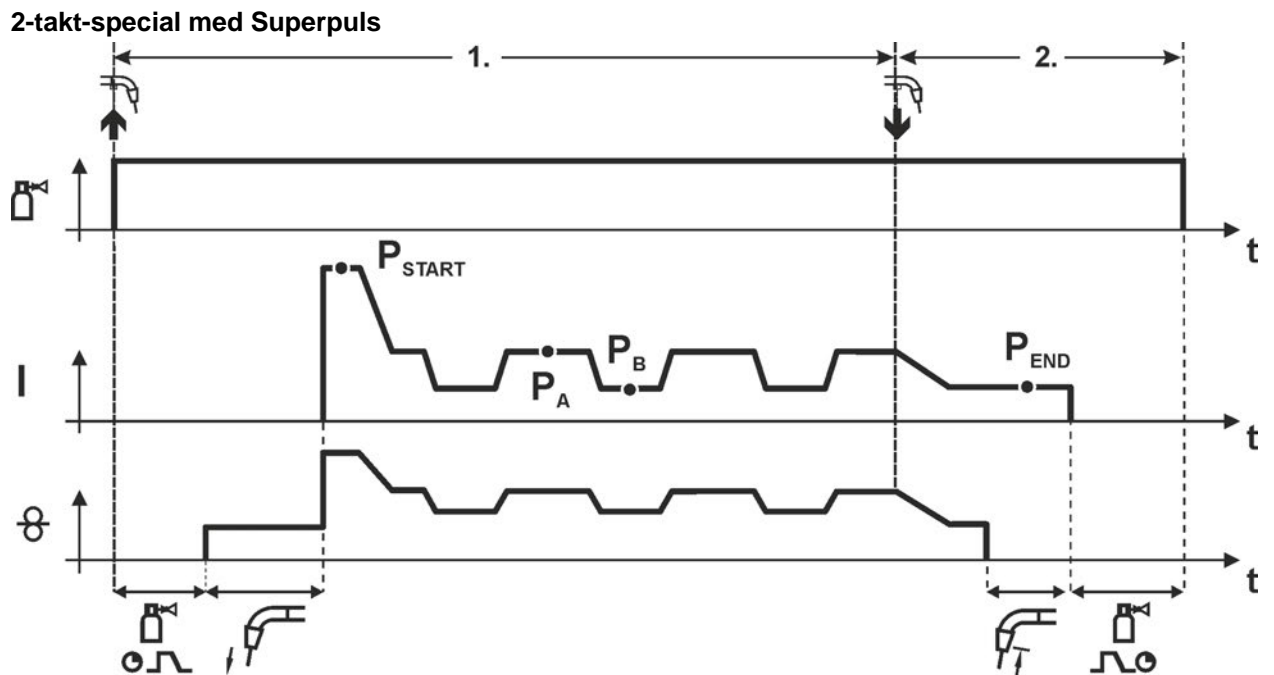 2-takt-special med Superpuls
1. 2.
t
P START
P B
P A
P END
I
t
t